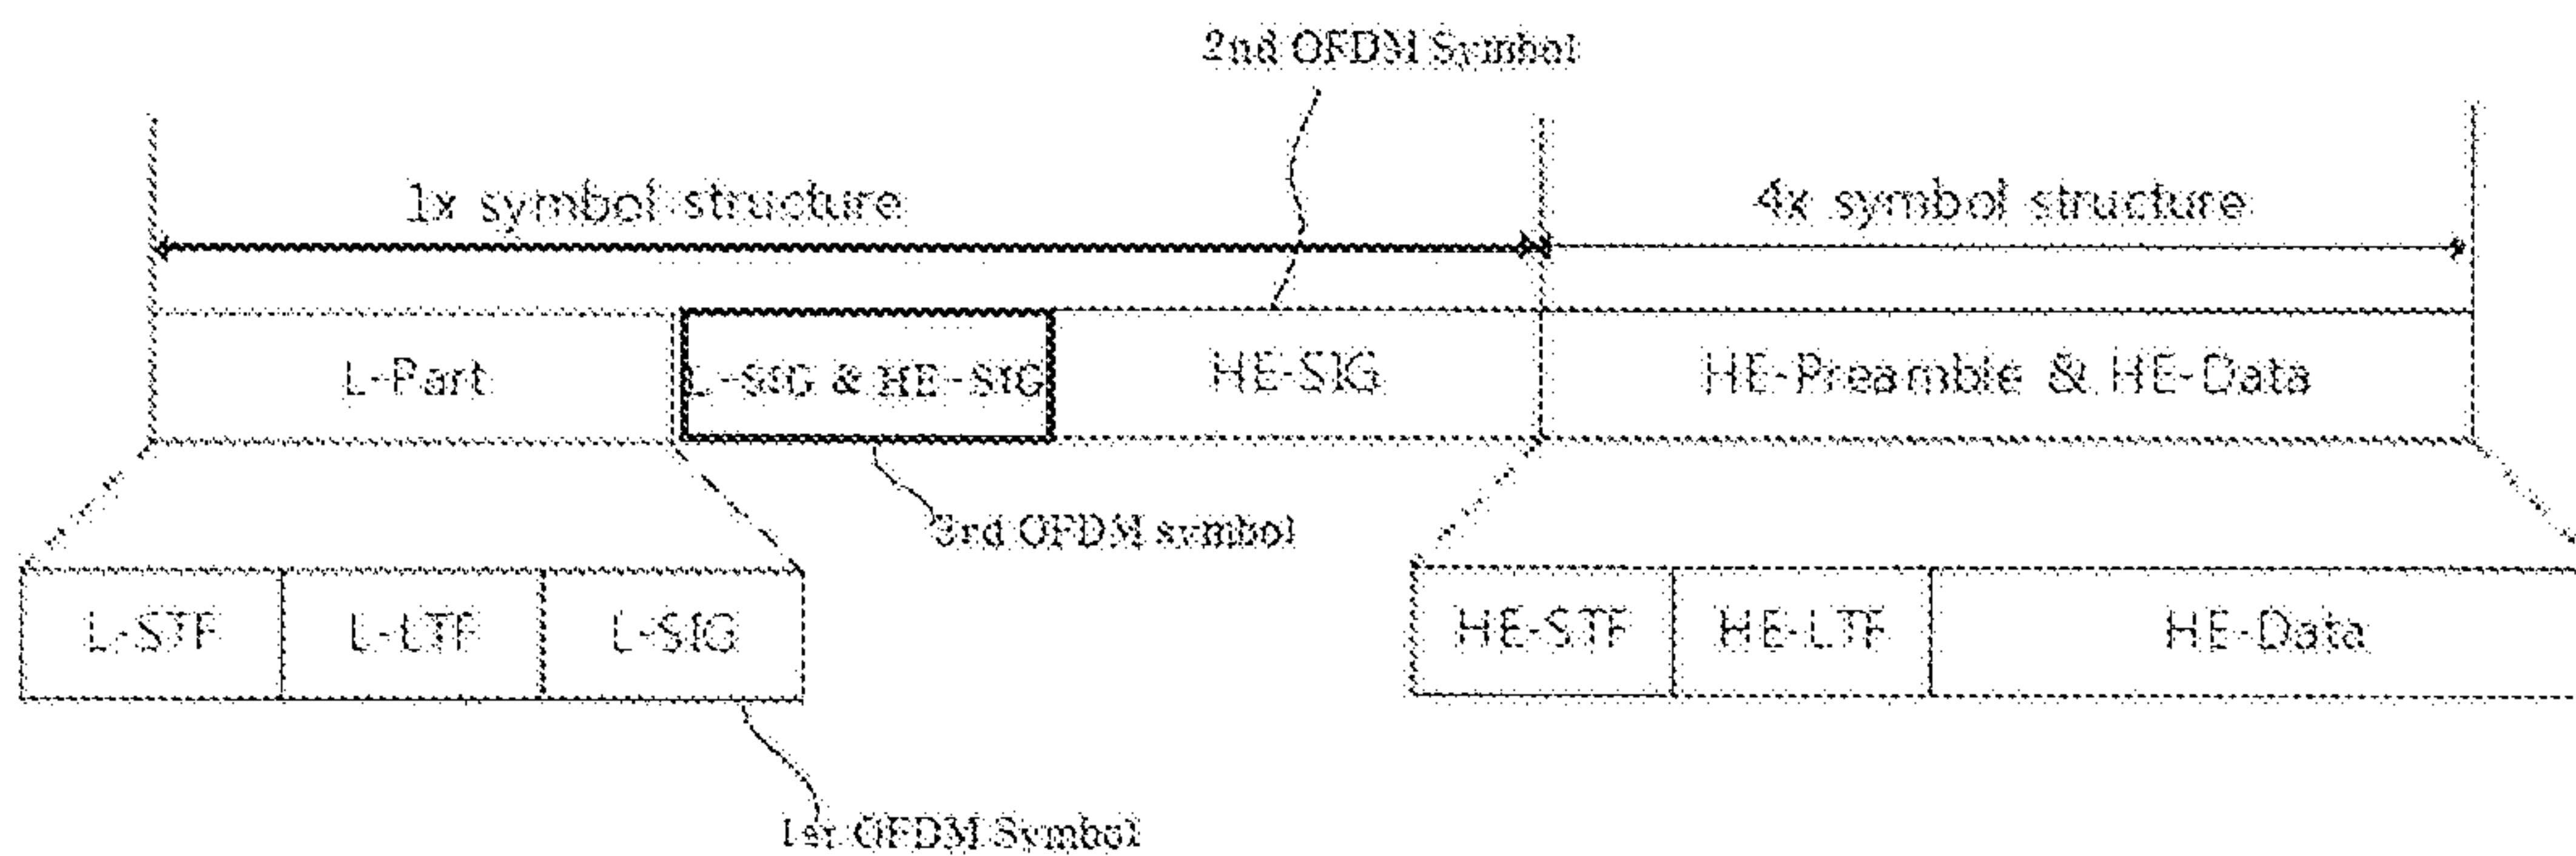 2nd OFDM Symbol
1x symbol structure
4x symbol structure
L-Part
L-SIG & HE-SIG
HE-SIG
HE-Preamble & HE-Data
3rd OFDM symbol
L-STF
L-LTF
L-SIG
HE-STF
HE-LTF
HE-Data
1st OFDM Symbol